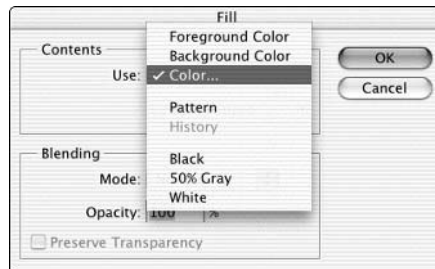 Fill
Contents
Use:
Foreground Color
Background Color
✓ Color...
Pattern
History
Black
50% Gray
White
OK
Cancel
Blending
Mode:
Opacity: 100 %
Preserve Transparency